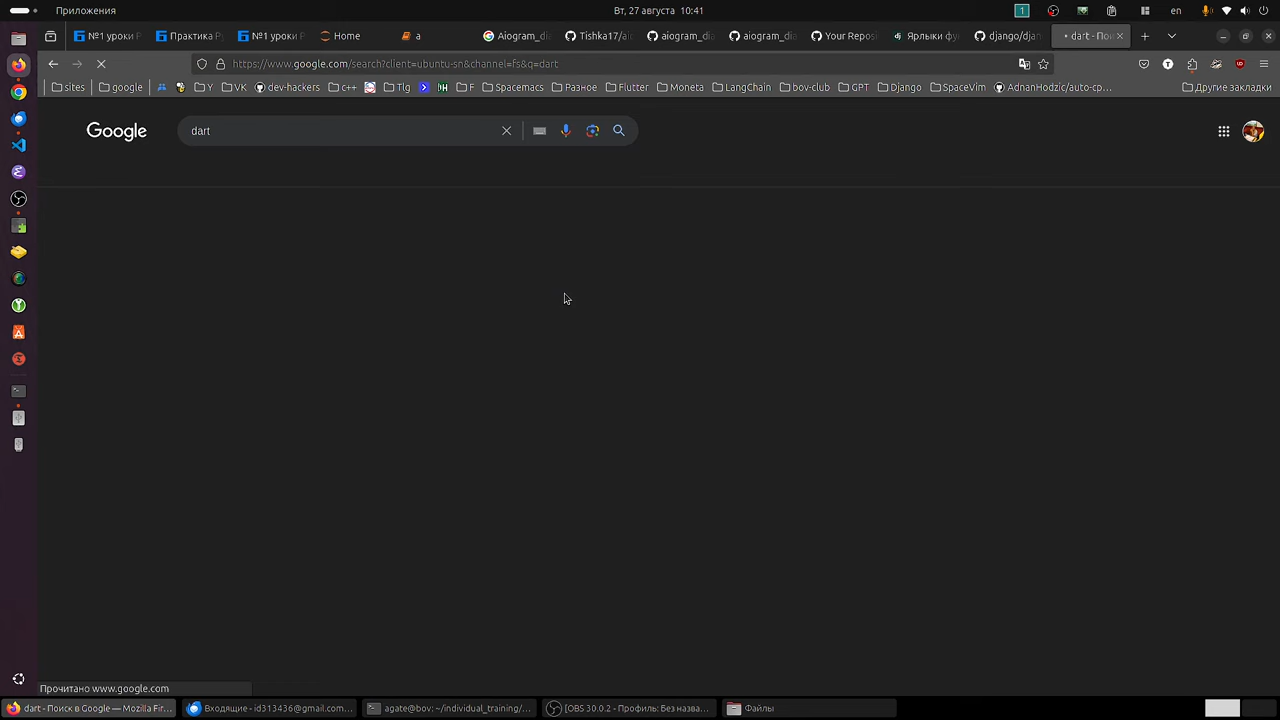 Приложения
Вт, 27 августа 10:41
1
en
№1 уроки Р
Практика Р
№1 уроки Р
Home
a
Aiogram_di
Tishka17/ai
aiogram_di
aiogram_di
Your Reposi
Ярлыки фу
django/djan
dart - Пои
https://www.google.com/search?client=ubuntu-sn&channel=fs&q=dart
sites
google
Y
VK
dev-hackers
c++
Tlg
F
Spacemacs
Разное
Flutter
Moneta
LangChain
bov-club
GPT
Django
SpaceVim
AdnanHodzic/auto-cp...
Другие закладки
Google
dart
Прочитано www.google.com
dart - Поиск в Google — Mozilla Fir...
Входящие - id313436@gmail.com...
agate@bov: ~/individual_training/...
[OBS 30.0.2 - Профиль: Без назва...
Файлы